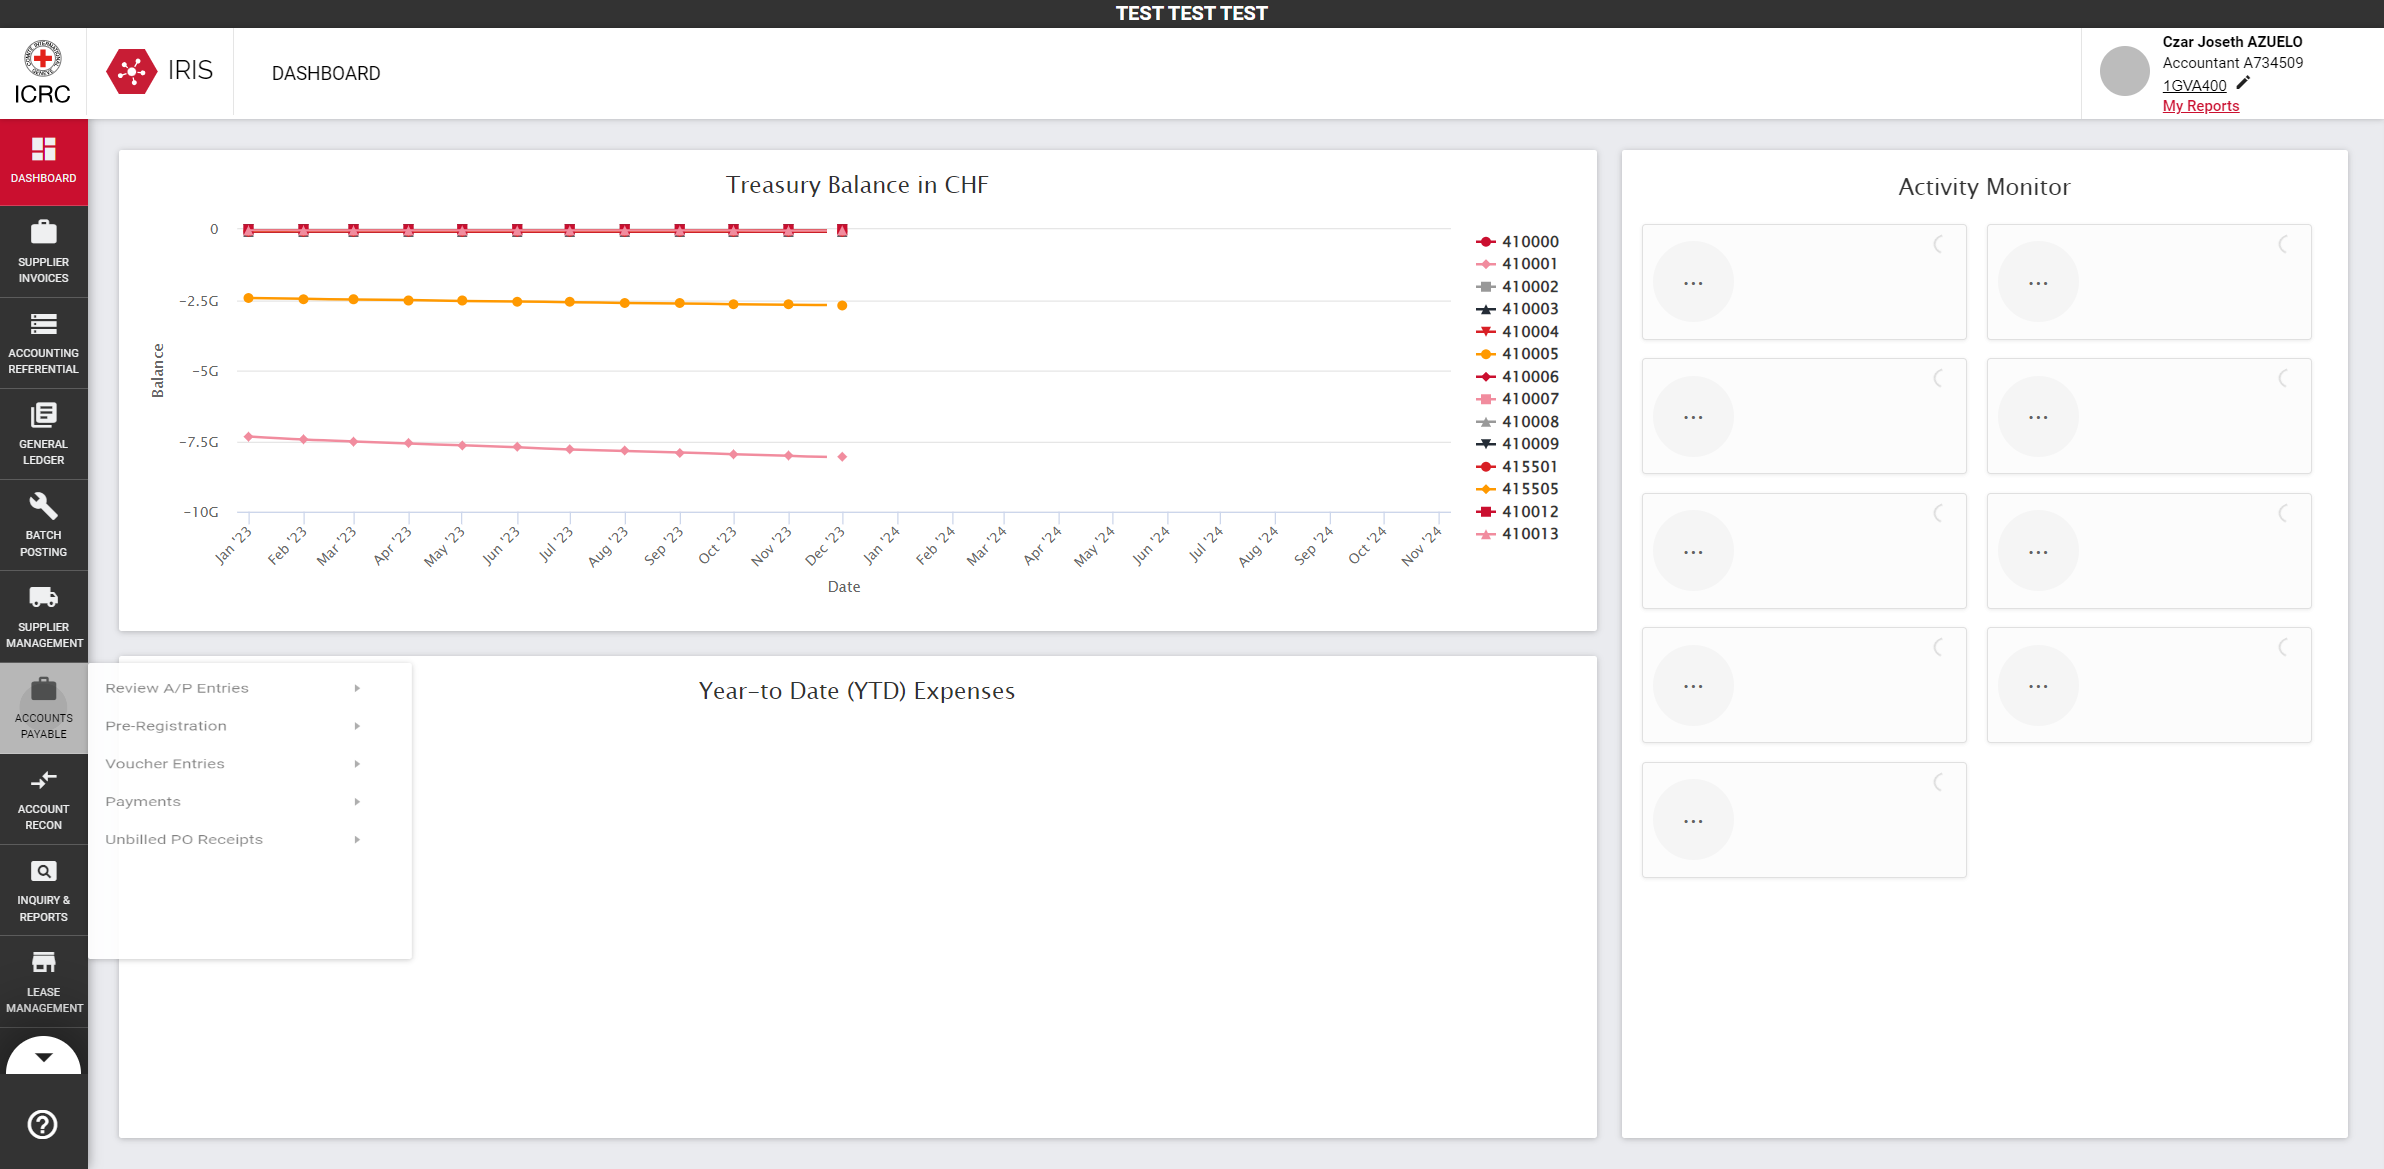 TEST TEST TEST
ICRC
IRIS
DASHBOARD
Czar Joseth AZUELO
Accountant A734509
1GVA400
My Reports
DASHBOARD
SUPPLIER
INVOICES
ACCOUNTING
REFERENTIAL
GENERAL
LEDGER
BATCH
POSTING
SUPPLIER
MANAGEMENT
ACCOUNTS
PAYABLE
ACCOUNT
RECON
INQUIRY &
REPORTS
LEASE
MANAGEMENT
Review A/P Entries
Pre-Registration
Voucher Entries
Payments
Unbilled PO Receipts
Treasury Balance in CHF
Balance
0
-2.5G
-5G
-7.5G
-10G
Jan '23
Feb '23
Mar '23
Apr '23
May '23
Jun '23
Jul '23
Aug '23
Sep '23
Oct '23
Nov '23
Dec '23
Jan '24
Feb '24
Mar '24
Apr '24
May '24
Jun '24
Jul '24
Aug '24
Sep '24
Oct '24
Nov '24
Date
410000
410001
410002
410003
410004
410005
410006
410007
410008
410009
415501
415505
410012
410013
Year-to Date (YTD) Expenses
Activity Monitor
...
...
...
...
...
...
...
...
...